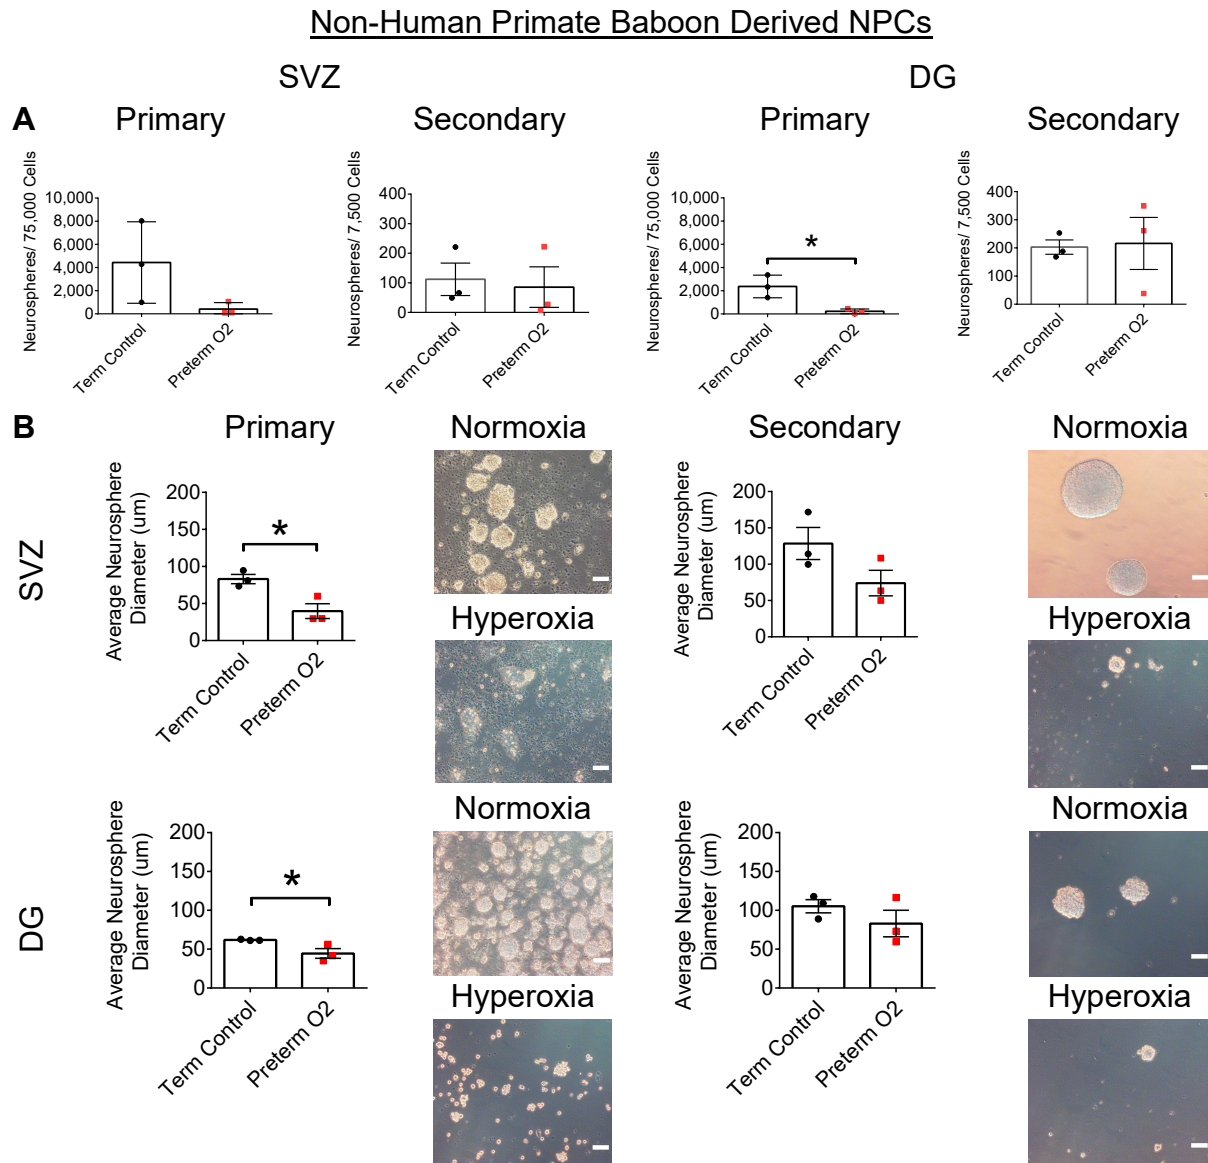 Non-Human Primate Baboon Derived NPCs
SVZ
DG
A
Primary
Secondary
Primary
Secondary
Neurospheres/ 75,000 Cells
10,000
8,000
6,000
4,000
2,000
0
Term Control
Preterm O2
Neurospheres/ 7,500 Cells
400
300
200
100
0
Term Control
Preterm O2
Neurospheres/ 75,000 Cells
10,000
8,000
6,000
4,000
2,000
0
*
Term Control
Preterm O2
Neurospheres/ 7,500 Cells
400
300
200
100
0
Term Control
Preterm O2
B
Primary
Normoxia
Secondary
Normoxia
SVZ
Average Neurosphere
Diameter (um)
200
150
100
50
0
*
Term Control
Preterm O2
Hyperoxia
Average Neurosphere
Diameter (um)
200
150
100
50
0
Term Control
Preterm O2
Hyperoxia
DG
Average Neurosphere
Diameter (um)
200
150
100
50
0
*
Term Control
Preterm O2
Normoxia
Hyperoxia
Average Neurosphere
Diameter (um)
200
150
100
50
0
Term Control
Preterm O2
Normoxia
Hyperoxia